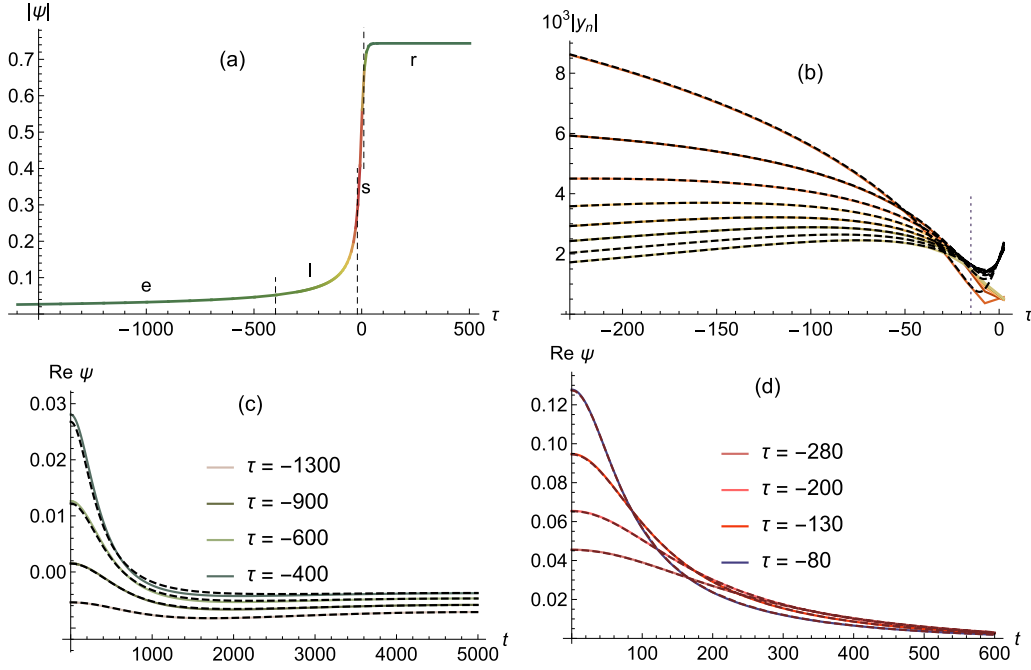 |ψ|
(a)
0.7
0.6
0.5
0.4
0.3
0.2
0.1
e
l
s
r
−1000 −500 0 500 τ
10³|yₙ|
(b)
8
6
4
2
−200 −150 −100 −50 0 τ
Re ψ
(c)
0.03
0.02
0.01
0.00
τ = −1300
τ = −900
τ = −600
τ = −400
1000 2000 3000 4000 5000 t
Re ψ
(d)
0.12
0.10
0.08
0.06
0.04
0.02
τ = −280
τ = −200
τ = −130
τ = −80
0 100 200 300 400 500 600 t